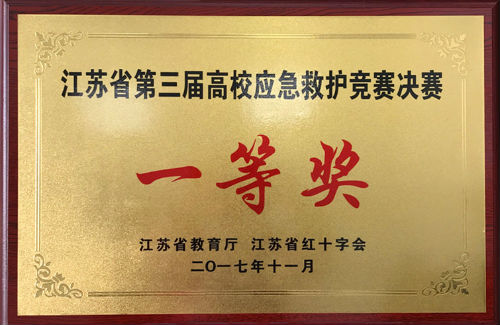 江苏省第三届高校应急救护竞赛决赛
一等奖
江苏省教育厅 江苏省红十字会
二〇一七年十一月